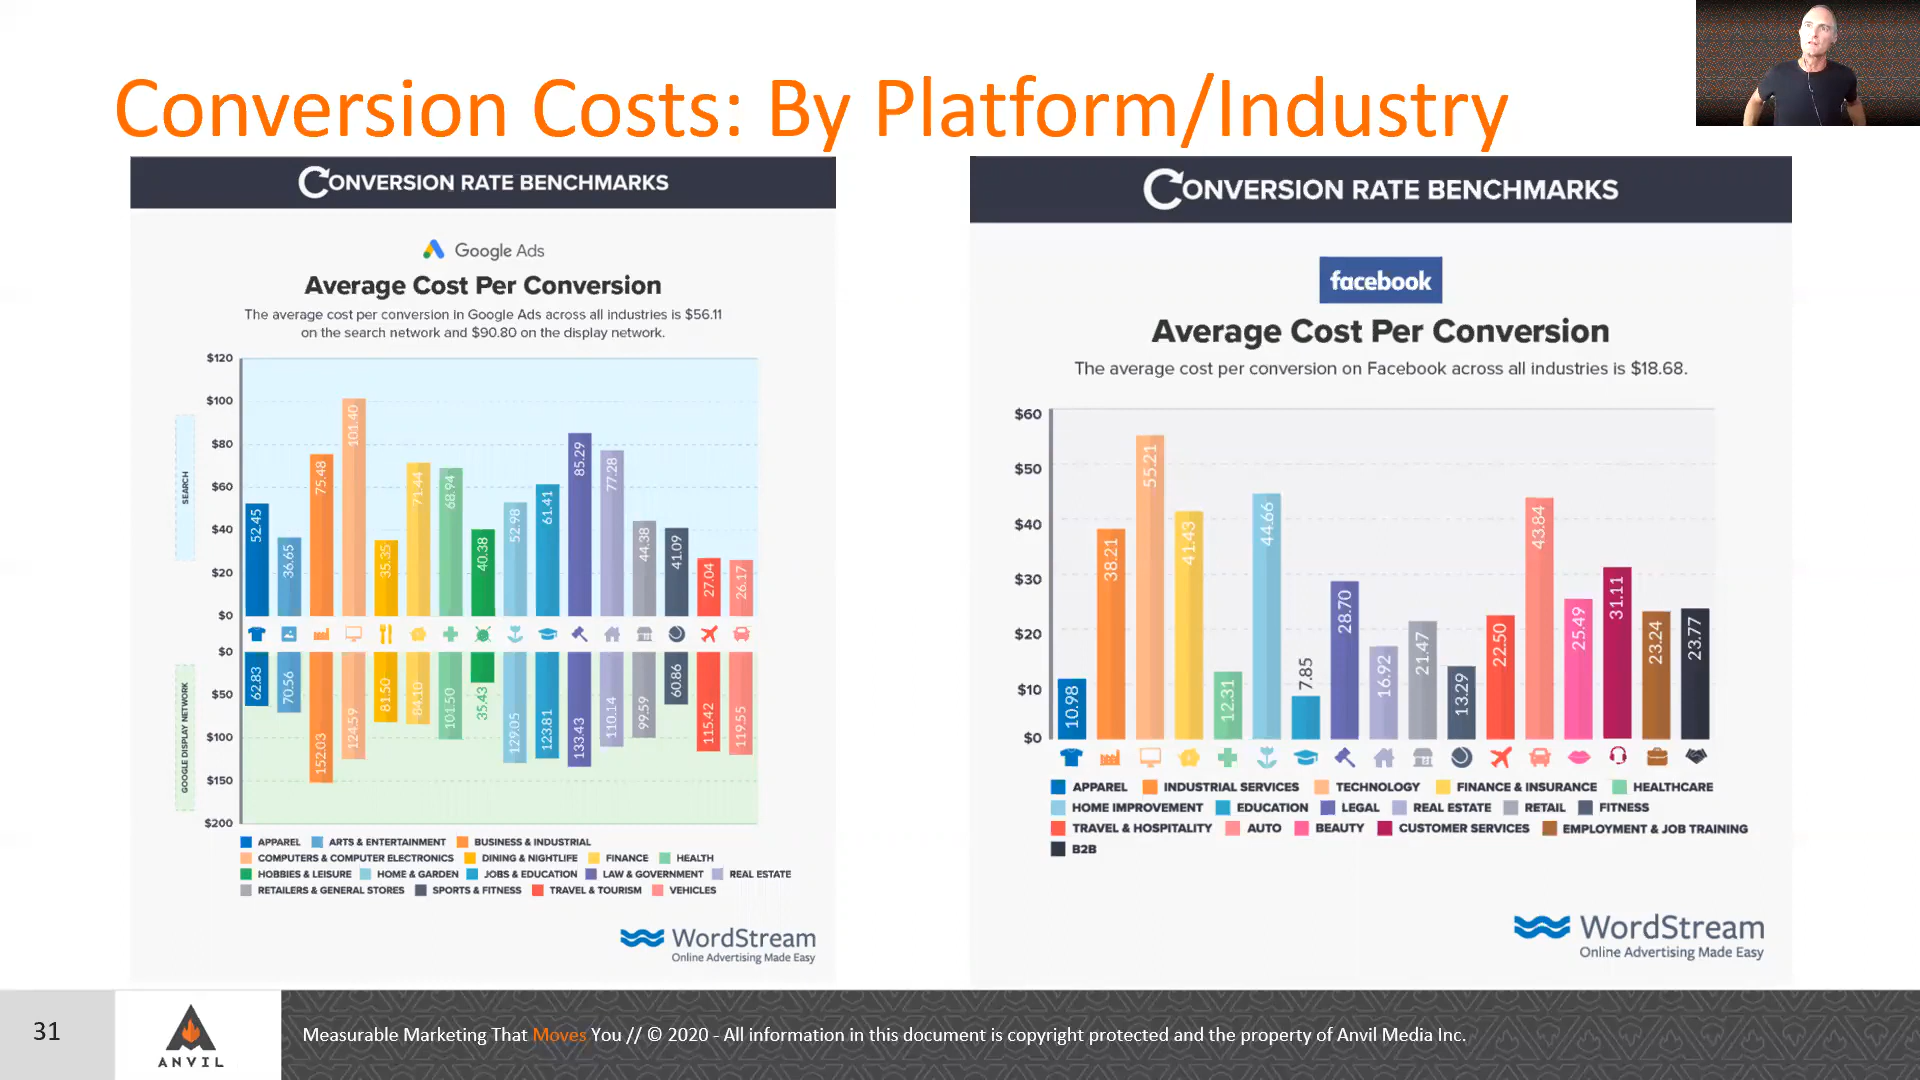 Conversion Costs: By Platform/Industry
CONVERSION RATE BENCHMARKS
Google Ads
Average Cost Per Conversion
The average cost per conversion in Google Ads across all industries is $56.11
on the search network and $90.80 on the display network.
$120
$100
$80
$60
$40
$20
$0
SEARCH
52.45
36.65
75.48
101.40
35.35
71.44
68.94
40.38
52.98
61.41
85.29
77.28
44.38
41.09
27.04
26.17
$0
$50
$100
$150
$200
GOOGLE DISPLAY NETWORK
62.83
70.56
152.03
124.59
81.50
84.10
101.50
35.43
129.05
123.81
133.43
110.14
99.59
60.86
115.42
119.55
APPAREL ARTS & ENTERTAINMENT BUSINESS & INDUSTRIAL
COMPUTERS & COMPUTER ELECTRONICS DINING & NIGHTLIFE FINANCE HEALTH
HOBBIES & LEISURE HOME & GARDEN JOBS & EDUCATION LAW & GOVERNMENT REAL ESTATE
RETAILERS & GENERAL STORES SPORTS & FITNESS TRAVEL & TOURISM VEHICLES
WordStream
Online Advertising Made Easy
CONVERSION RATE BENCHMARKS
facebook
Average Cost Per Conversion
The average cost per conversion on Facebook across all industries is $18.68.
$60
$50
$40
$30
$20
$10
$0
10.98
38.21
55.21
41.43
12.31
44.66
7.85
28.70
16.92
21.47
13.29
22.50
43.84
25.49
31.11
23.24
23.77
APPAREL INDUSTRIAL SERVICES TECHNOLOGY FINANCE & INSURANCE HEALTHCARE
HOME IMPROVEMENT EDUCATION LEGAL REAL ESTATE RETAIL FITNESS
TRAVEL & HOSPITALITY AUTO BEAUTY CUSTOMER SERVICES EMPLOYMENT & JOB TRAINING
B2B
WordStream
Online Advertising Made Easy
31
ANVIL
Measurable Marketing That Moves You // © 2020 - All information in this document is copyright protected and the property of Anvil Media Inc.